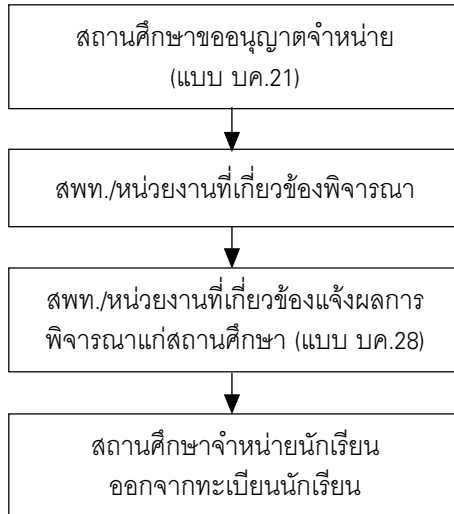 สถานศึกษาขออนุญาตจำหน่าย
(แบบ บค.21)
สพท./หน่วยงานที่เกี่ยวข้องพิจารณา
สพท./หน่วยงานที่เกี่ยวข้องแจ้งผลการ
พิจารณาแก่สถานศึกษา (แบบ บค.28)
สถานศึกษาจำหน่ายนักเรียน
ออกจากทะเบียนนักเรียน